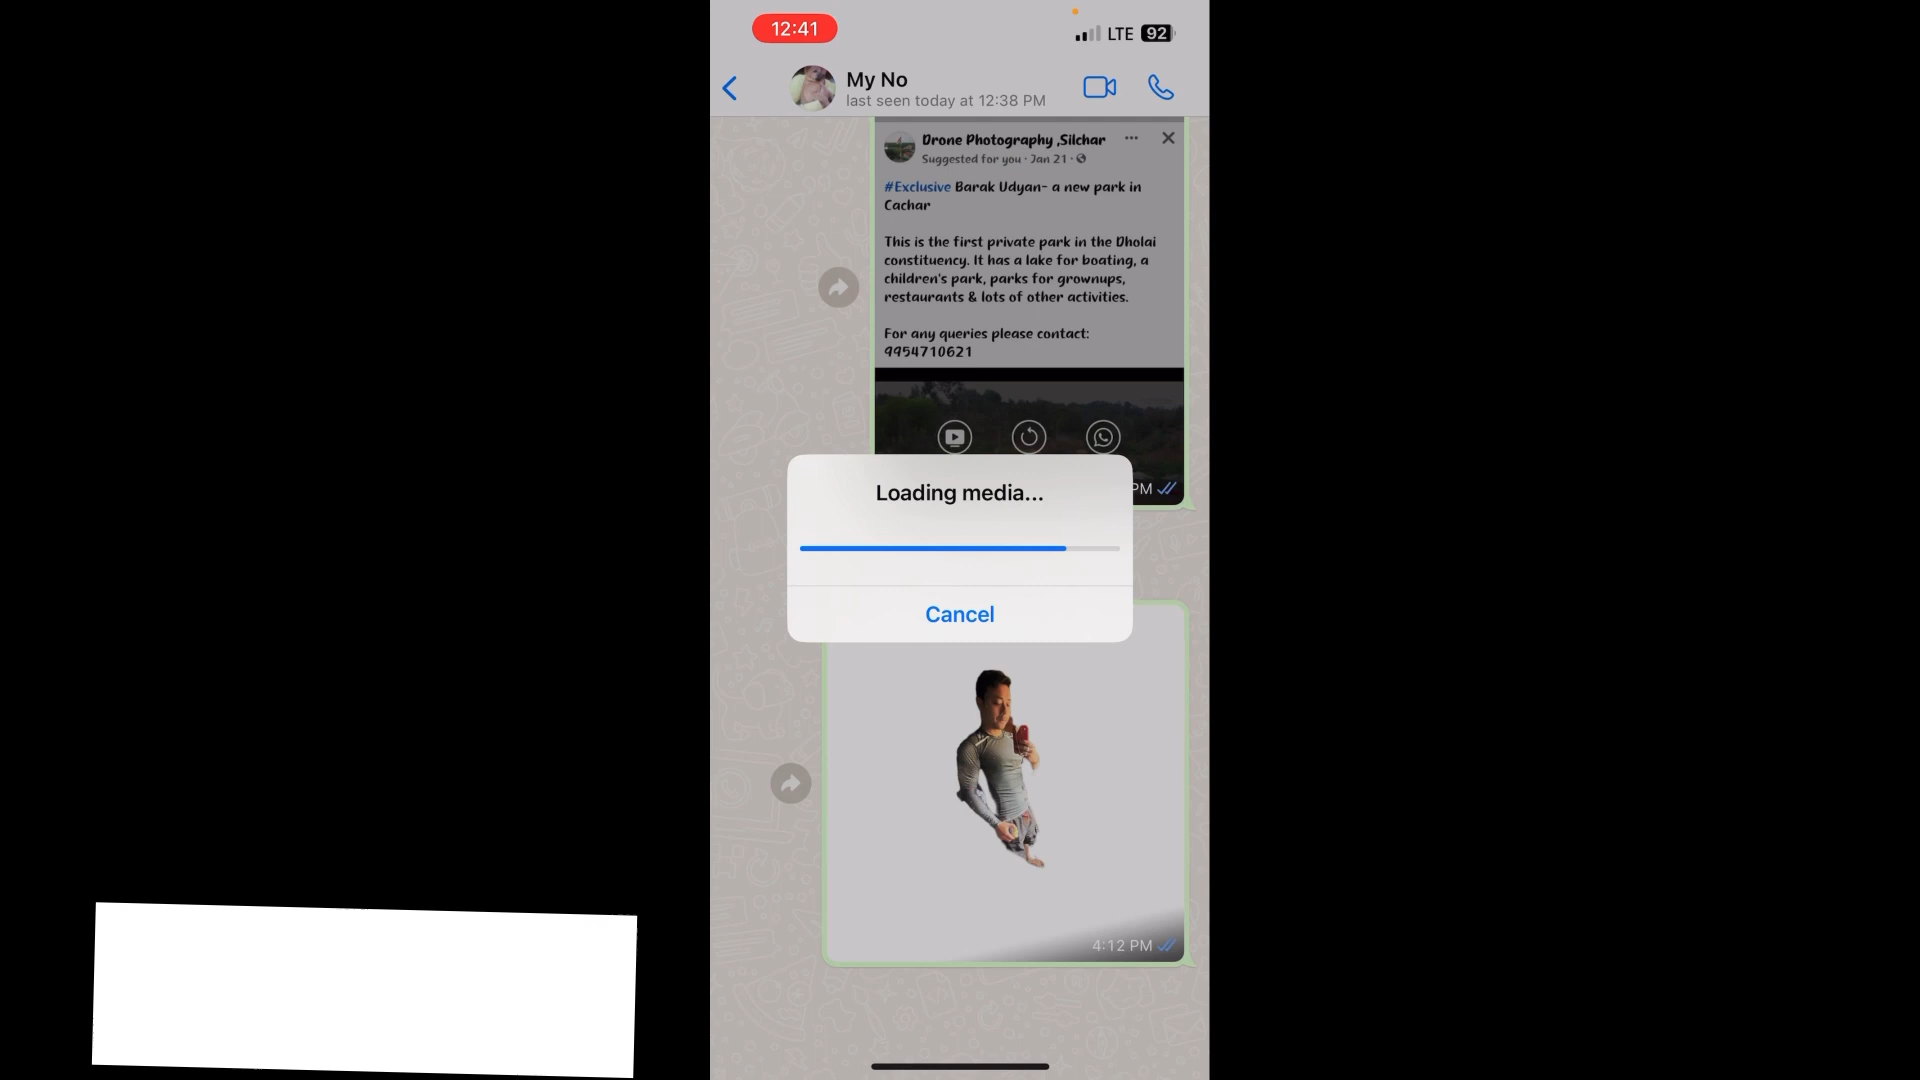 12:41
LTE 92
My No
last seen today at 12:38 PM
Drone Photography ,Silchar
Suggested for you · Jan 21 ·
#Exclusive Barak Udyan- a new park in
Cachar
This is the first private park in the Dholai
constituency. It has a lake for boating, a
children's park, parks for grownups,
restaurants & lots of other activities.
For any queries please contact:
9954710621
PM
Loading media...
Cancel
4:12 PM